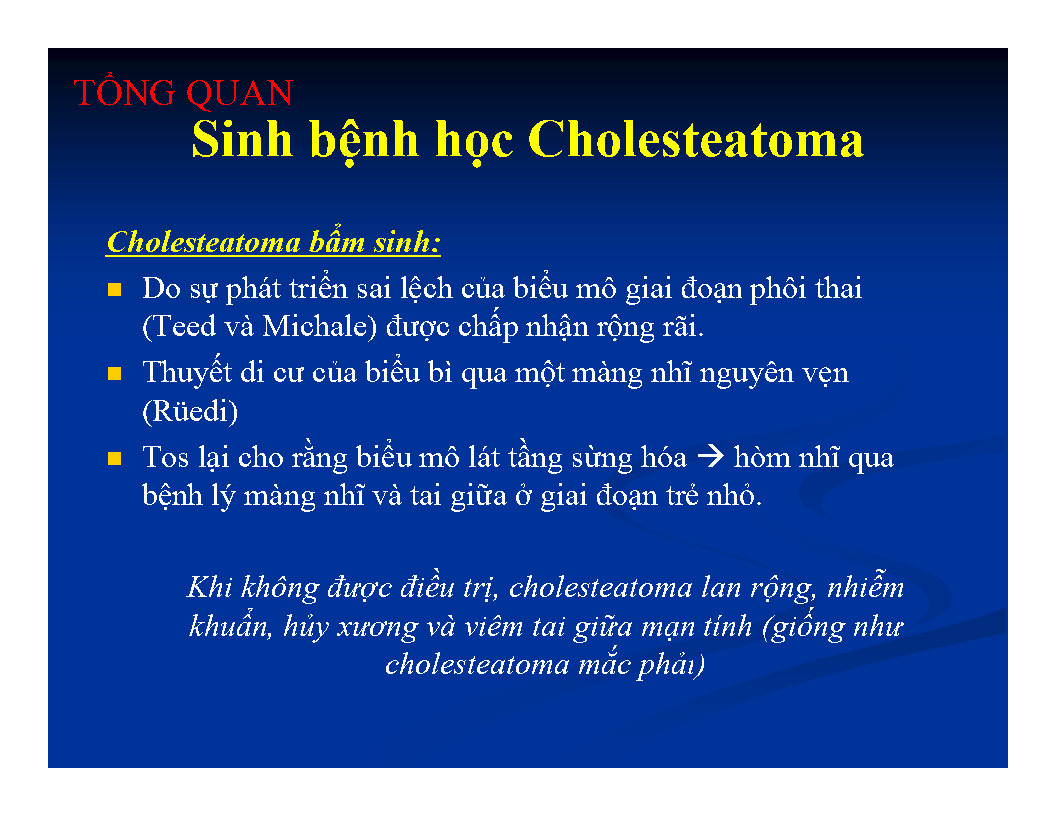 TỔNG QUAN
Sinh bệnh học Cholesteatoma
Cholesteatoma bẩm sinh:
Do sự phát triển sai lệch của biểu mô giai đoạn phôi thai
(Teed và Michale) được chấp nhận rộng rãi.
Thuyết di cư của biểu bì qua một màng nhĩ nguyên vẹn
(Rüedi)
Tos lại cho rằng biểu mô lát tầng sừng hóa → hòm nhĩ qua
bệnh lý màng nhĩ và tai giữa ở giai đoạn trẻ nhỏ.
Khi không được điều trị, cholesteatoma lan rộng, nhiễm
khuẩn, hủy xương và viêm tai giữa mạn tính (giống như
cholesteatoma mắc phải)